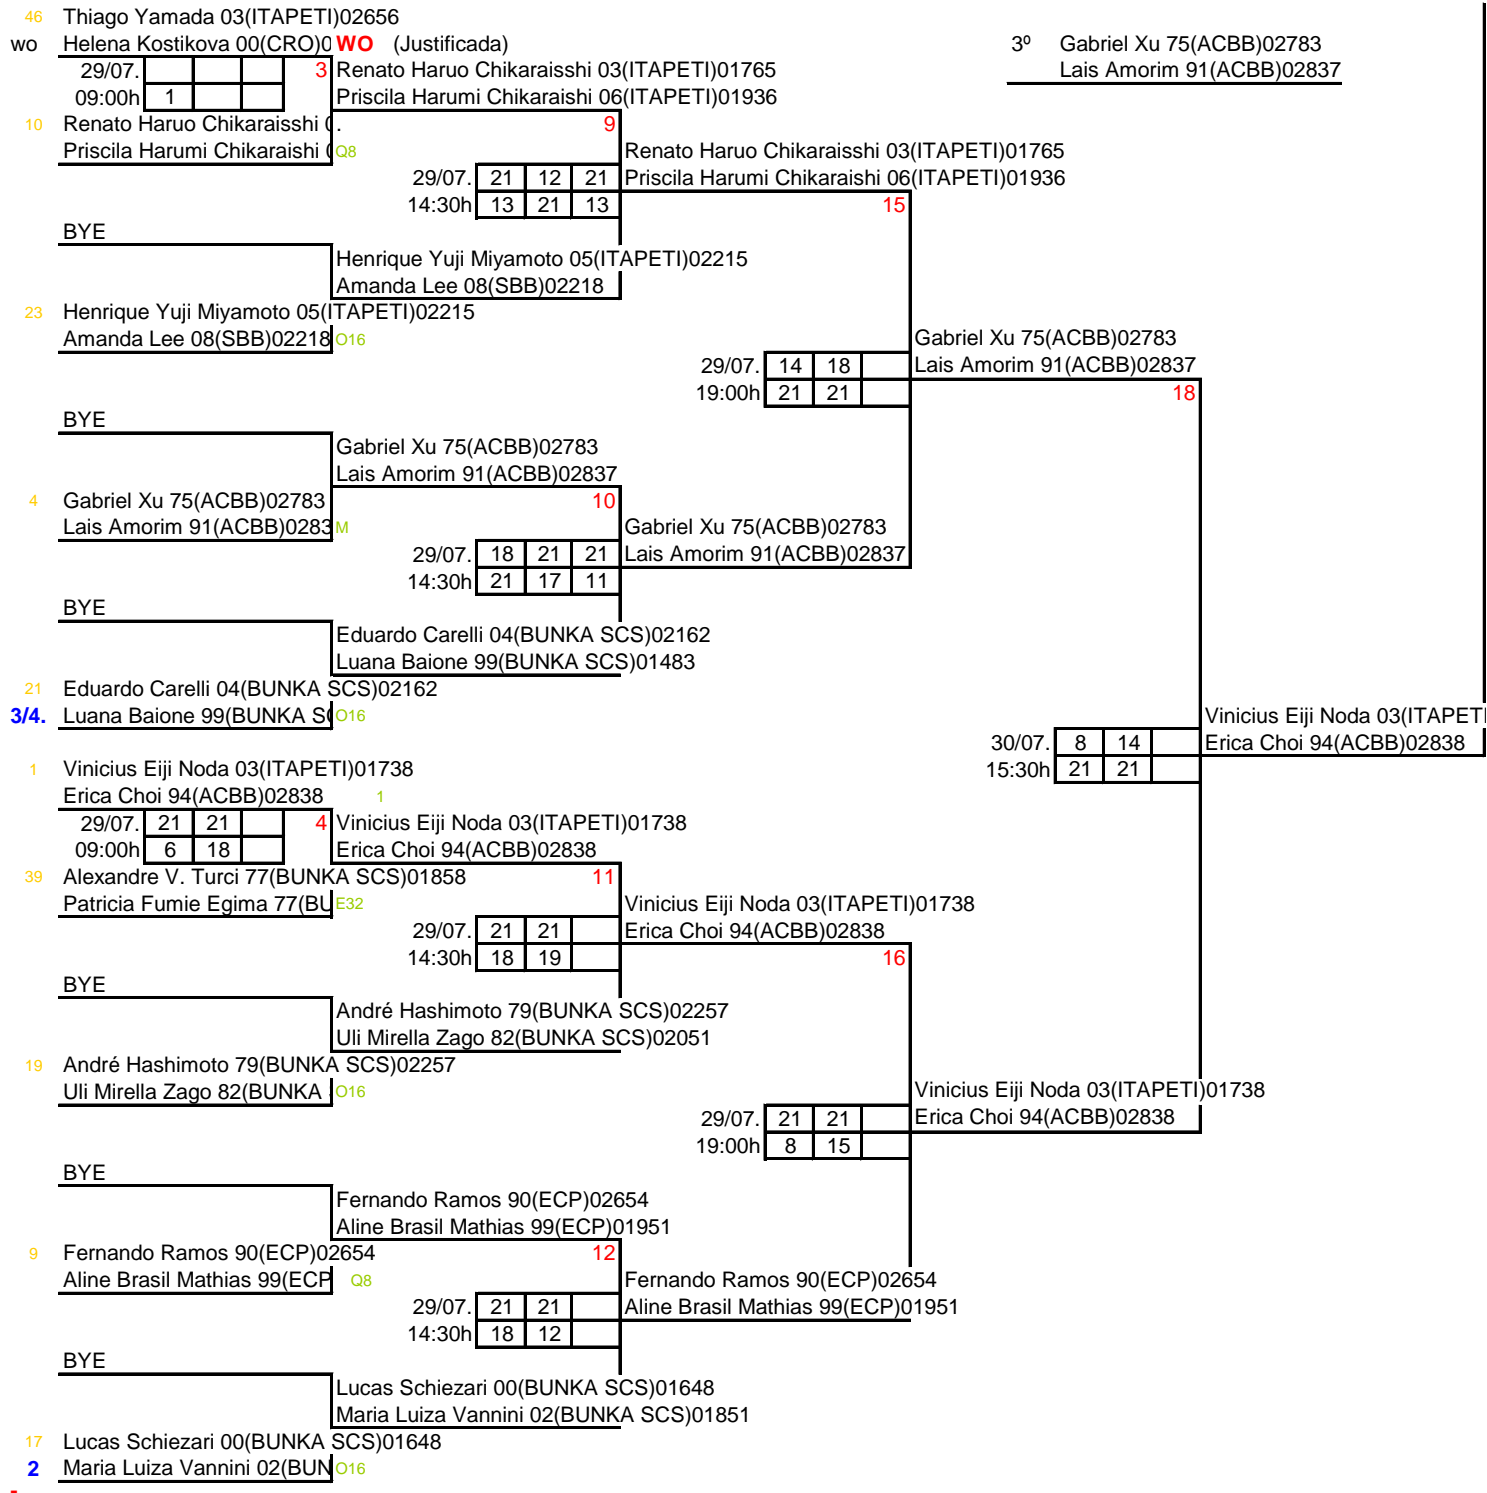 46 Thiago Yamada 03(ITAPETI)02656
wo Helena Kostikova 00(CRO)0 WO (Justificada)
3º Gabriel Xu 75(ACBB)02783
Lais Amorim 91(ACBB)02837
29/07. 3 Renato Haruo Chikaraisshi 03(ITAPETI)01765
09:00h 1 Priscila Harumi Chikaraishi 06(ITAPETI)01936
10 Renato Haruo Chikaraisshi 0. 9
Priscila Harumi Chikaraishi 0 Q8
Renato Haruo Chikaraisshi 03(ITAPETI)01765
29/07. 21 12 21 Priscila Harumi Chikaraishi 06(ITAPETI)01936
14:30h 13 21 13 15
BYE
Henrique Yuji Miyamoto 05(ITAPETI)02215
Amanda Lee 08(SBB)02218
23 Henrique Yuji Miyamoto 05(ITAPETI)02215
Amanda Lee 08(SBB)02218 O16
Gabriel Xu 75(ACBB)02783
29/07. 14 18 Lais Amorim 91(ACBB)02837
19:00h 21 21 18
BYE
Gabriel Xu 75(ACBB)02783
Lais Amorim 91(ACBB)02837
4 Gabriel Xu 75(ACBB)02783 10
Lais Amorim 91(ACBB)0283 M
Gabriel Xu 75(ACBB)02783
29/07. 18 21 21 Lais Amorim 91(ACBB)02837
14:30h 21 17 11
BYE
Eduardo Carelli 04(BUNKA SCS)02162
Luana Baione 99(BUNKA SCS)01483
21 Eduardo Carelli 04(BUNKA SCS)02162
3/4. Luana Baione 99(BUNKA S O16
Vinicius Eiji Noda 03(ITAPETI
30/07. 8 14 Erica Choi 94(ACBB)02838
15:30h 21 21
1 Vinicius Eiji Noda 03(ITAPETI)01738
Erica Choi 94(ACBB)02838 1
29/07. 21 21 4 Vinicius Eiji Noda 03(ITAPETI)01738
09:00h 6 18 Erica Choi 94(ACBB)02838
39 Alexandre V. Turci 77(BUNKA SCS)01858 11
Patricia Fumie Egima 77(BU E32
Vinicius Eiji Noda 03(ITAPETI)01738
29/07. 21 21 Erica Choi 94(ACBB)02838
14:30h 18 19 16
BYE
André Hashimoto 79(BUNKA SCS)02257
Uli Mirella Zago 82(BUNKA SCS)02051
19 André Hashimoto 79(BUNKA SCS)02257
Uli Mirella Zago 82(BUNKA O16
Vinicius Eiji Noda 03(ITAPETI)01738
29/07. 21 21 Erica Choi 94(ACBB)02838
19:00h 8 15
BYE
Fernando Ramos 90(ECP)02654
Aline Brasil Mathias 99(ECP)01951
9 Fernando Ramos 90(ECP)02654 12
Aline Brasil Mathias 99(ECP Q8
Fernando Ramos 90(ECP)02654
29/07. 21 21 Aline Brasil Mathias 99(ECP)01951
14:30h 18 12
BYE
Lucas Schiezari 00(BUNKA SCS)01648
Maria Luiza Vannini 02(BUNKA SCS)01851
17 Lucas Schiezari 00(BUNKA SCS)01648
2 Maria Luiza Vannini 02(BUN O16
-